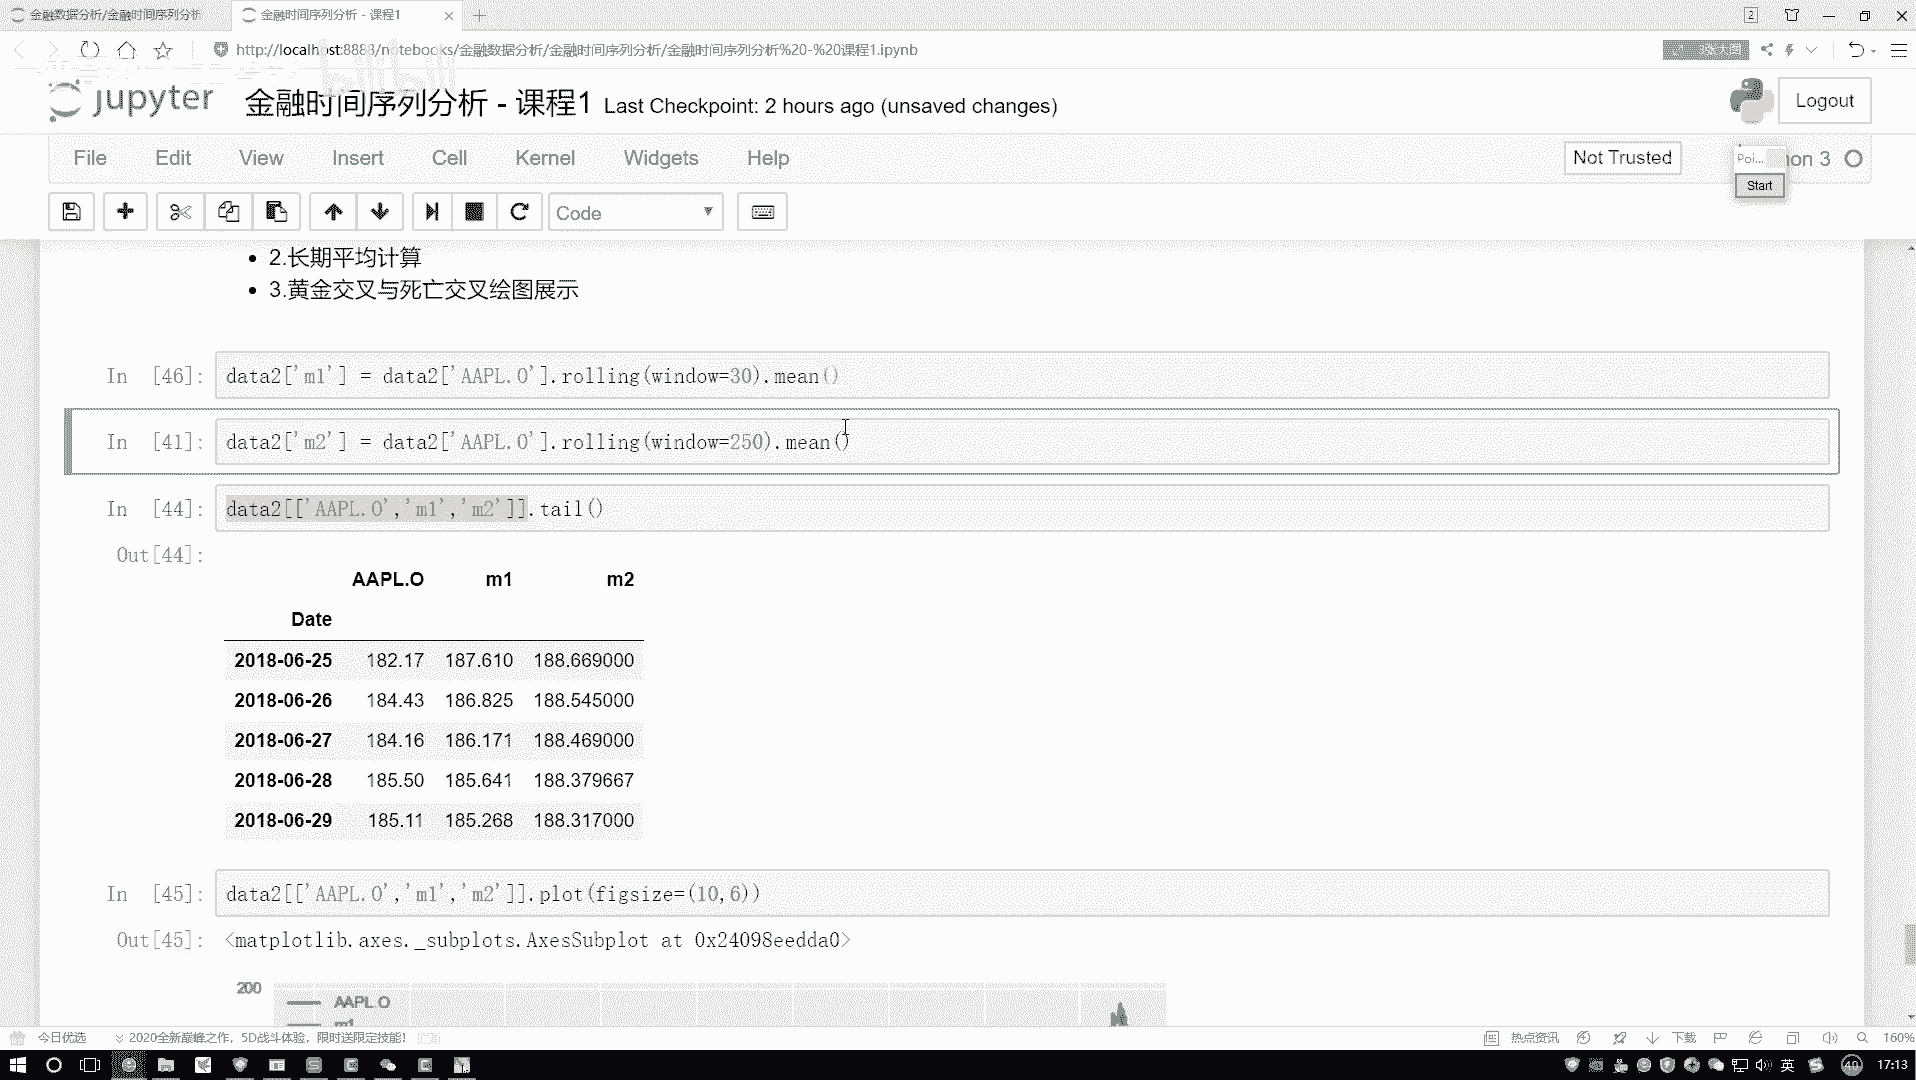 金融数据分析/金融时间序列分析
金融时间序列分析 - 课程1
2
http://localhost:8888/notebooks/金融数据分析/金融时间序列分析/金融时间序列分析%20-%20课程1.ipynb
jupyter 金融时间序列分析 - 课程1 Last Checkpoint: 2 hours ago (unsaved changes)
Logout
File Edit View Insert Cell Kernel Widgets Help
Not Trusted
Poi... hon 3
Start
Code
2.长期平均计算
3.黄金交叉与死亡交叉绘图展示
In [46]: data2['m1'] = data2['AAPL.O'].rolling(window=30).mean()
In [41]: data2['m2'] = data2['AAPL.O'].rolling(window=250).mean()
In [44]: data2[['AAPL.O','m1','m2']].tail()
Out[44]:
AAPL.O m1 m2
Date
2018-06-25 182.17 187.610 188.669000
2018-06-26 184.43 186.825 188.545000
2018-06-27 184.16 186.171 188.469000
2018-06-28 185.50 185.641 188.379667
2018-06-29 185.11 185.268 188.317000
In [45]: data2[['AAPL.O','m1','m2']].plot(figsize=(10,6))
Out[45]: <matplotlib.axes._subplots.AxesSubplot at 0x24098eedda0>
200
AAPL.O
m1
今日优选 2020全新巅峰之作，5D战斗体验，限时送限定技能！ 热点资讯 下载 160%
英 40 17:13